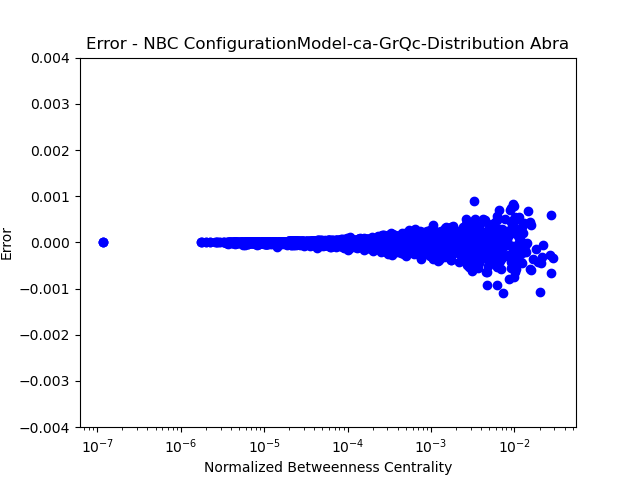 Error - NBC ConfigurationModel-ca-GrQc-Distribution Abra
0.004
0.003
0.002
0.001
0.000
−0.001
−0.002
−0.003
−0.004
Error
10⁻⁷ 10⁻⁶ 10⁻⁵ 10⁻⁴ 10⁻³ 10⁻²
Normalized Betweenness Centrality